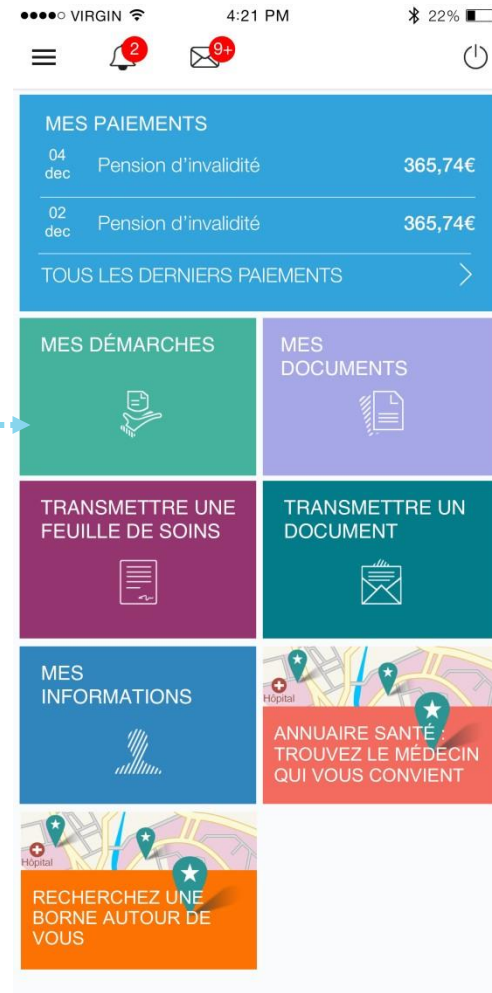 VIRGIN 4:21 PM 22%
2 9+
MES PAIEMENTS
04 dec Pension d'invalidité 365,74€
02 dec Pension d'invalidité 365,74€
TOUS LES DERNIERS PAIEMENTS
MES DÉMARCHES
MES
DOCUMENTS
TRANSMETTRE UNE
FEUILLE DE SOINS
TRANSMETTRE UN
DOCUMENT
MES
INFORMATIONS
Hôpital
ANNUAIRE SANTÉ :
TROUVEZ LE MÉDECIN
QUI VOUS CONVIENT
Hôpital
RECHERCHEZ UNE
BORNE AUTOUR DE
VOUS